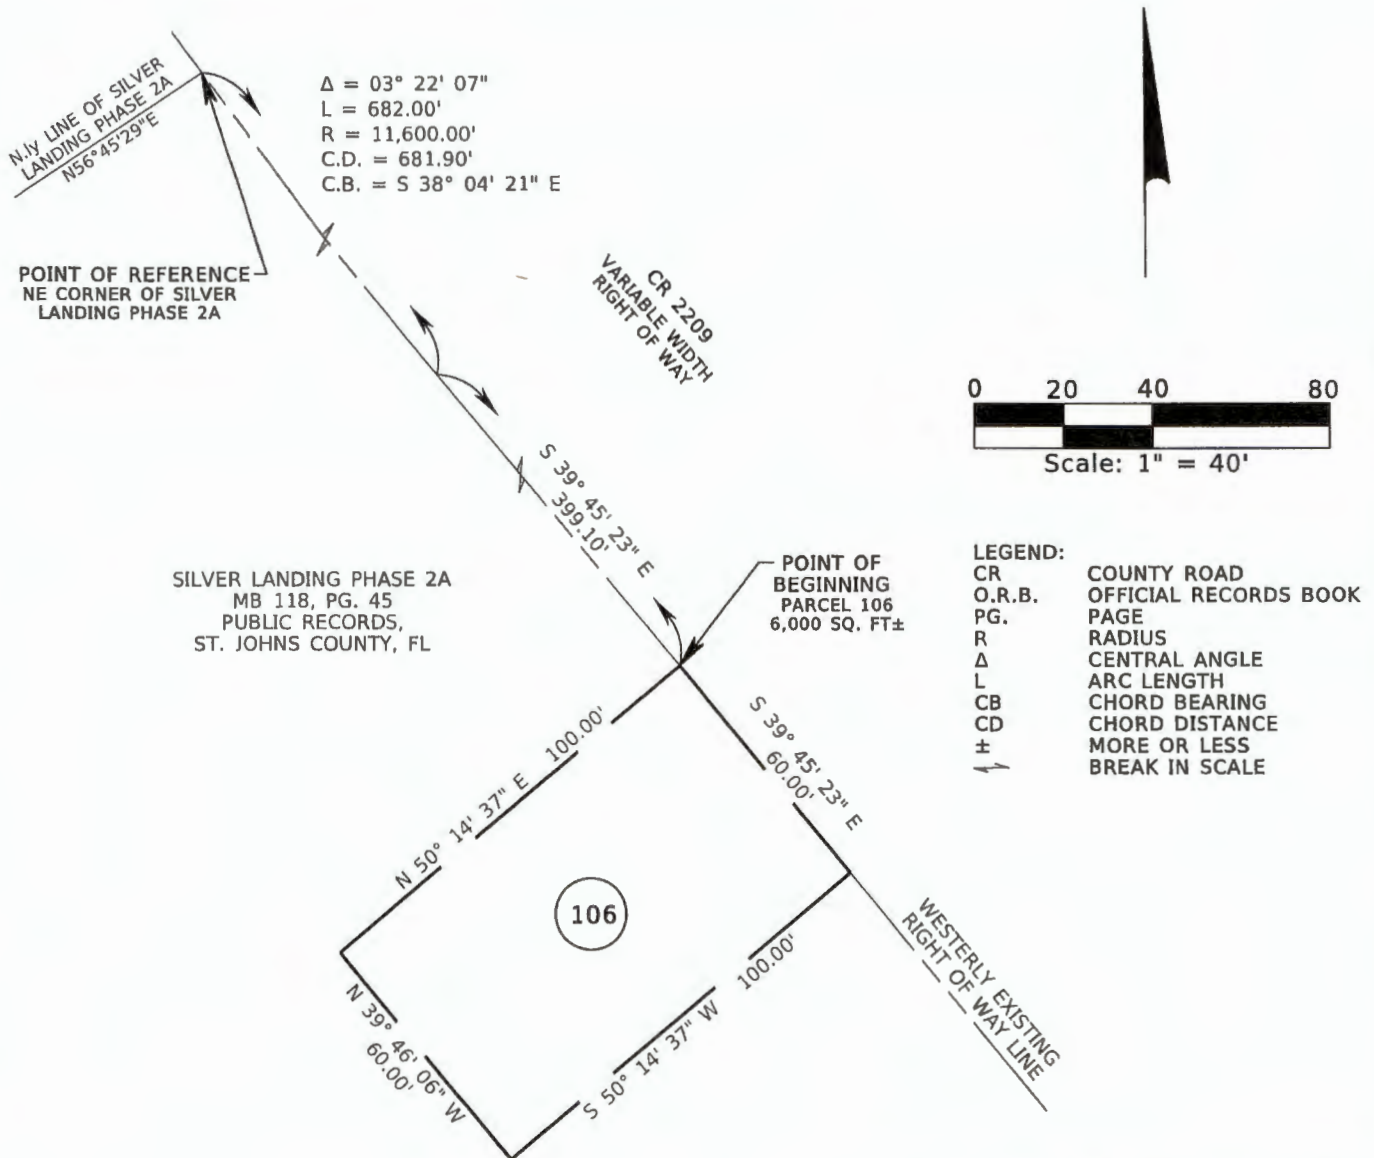 N.ly LINE OF SILVER
LANDING PHASE 2A
N56°45'29"E
Δ = 03° 22' 07"
L = 682.00'
R = 11,600.00'
C.D. = 681.90'
C.B. = S 38° 04' 21" E
POINT OF REFERENCE
NE CORNER OF SILVER
LANDING PHASE 2A
CR 2209
VARIABLE WIDTH
RIGHT OF WAY
0 20 40 80
Scale: 1" = 40'
S 39° 45' 23" E
399.10'
SILVER LANDING PHASE 2A
MB 118, PG. 45
PUBLIC RECORDS,
ST. JOHNS COUNTY, FL
POINT OF
BEGINNING
PARCEL 106
6,000 SQ. FT±
LEGEND:
CR COUNTY ROAD
O.R.B. OFFICIAL RECORDS BOOK
PG. PAGE
R RADIUS
Δ CENTRAL ANGLE
L ARC LENGTH
CB CHORD BEARING
CD CHORD DISTANCE
± MORE OR LESS
BREAK IN SCALE
S 39° 45' 23" E
60.00'
N 50° 14' 37" E 100.00'
106
N 39° 46' 06" W
60.00'
S 50° 14' 37" W 100.00'
WESTERLY EXISTING
RIGHT OF WAY LINE